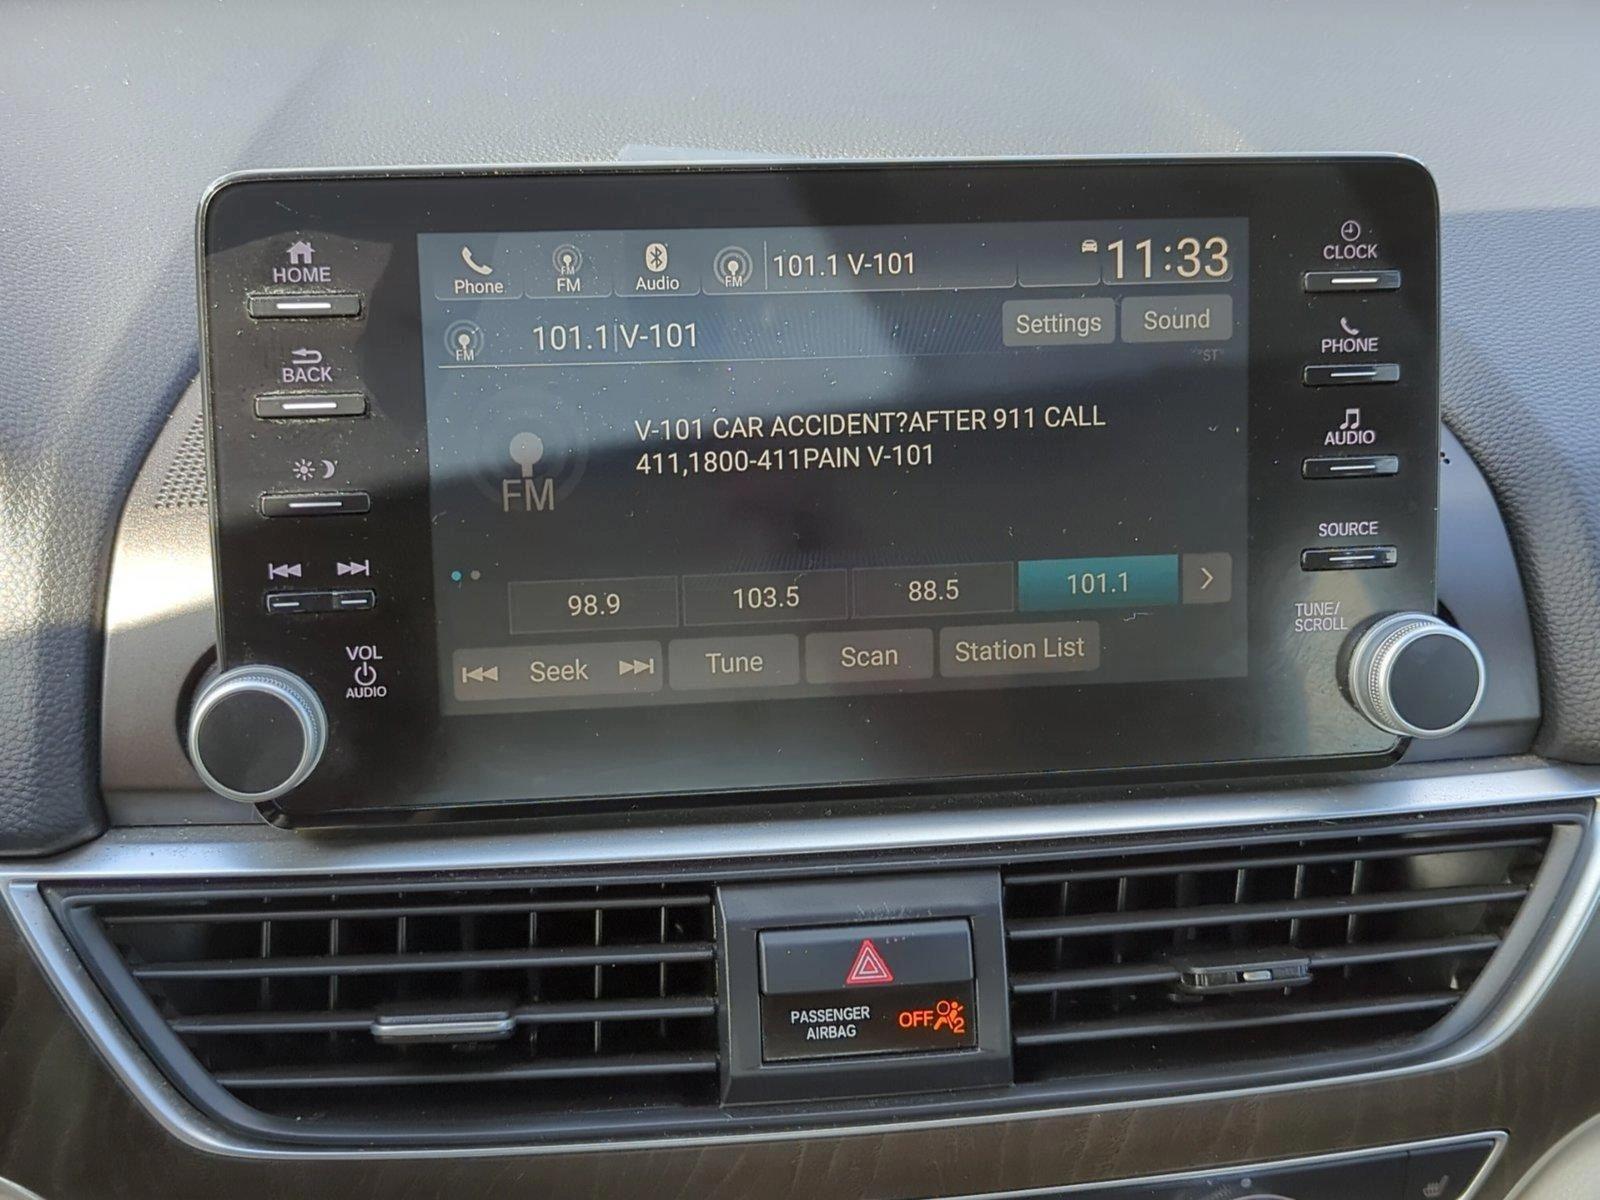 HOME
BACK
VOL
AUDIO
Phone
FM
Audio
FM
101.1 V-101
11:33
FM
101.1 V-101
Settings
Sound
"ST"
FM
V-101 CAR ACCIDENT?AFTER 911 CALL
411,1800-411PAIN V-101
98.9
103.5
88.5
101.1
Seek
Tune
Scan
Station List
CLOCK
PHONE
AUDIO
SOURCE
TUNE/
SCROLL
PASSENGER
AIRBAG
OFF
2